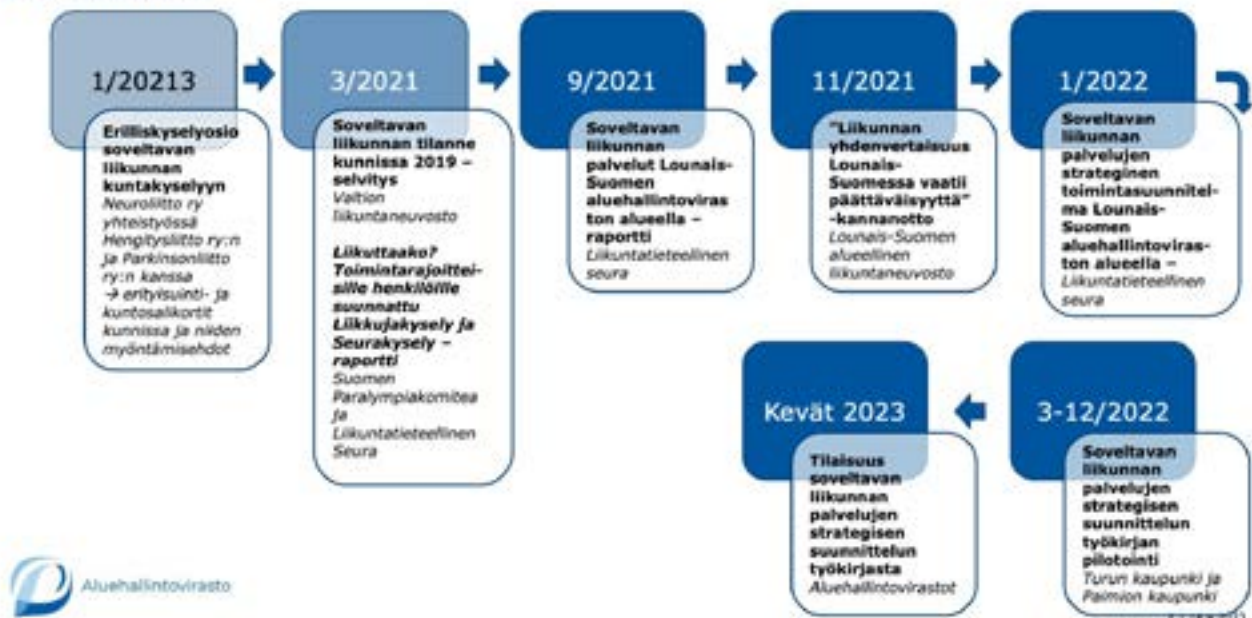 1/20213
Erilliskyselyosio
soveltavan
liikunnan
kuntakyselyyn
Neuroliitto ry
yhteistyössä
Hengitysliitto ry:n
ja Parkinsonliitto
ry:n kanssa
→ erityisuinti- ja
kuntosalikortit
kunnissa ja niiden
myöntämisehdot
3/2021
Soveltavan
liikunnan tilanne
kunnissa 2019 –
selvitys
Valtion
liikuntaneuvosto
Liikuttaako?
Toimintarajoittei-
sille henkilöille
suunnattu
Liikkujakysely ja
Seurakysely –
raportti
Suomen
Paralympiakomitea
ja
Liikuntatieteellinen
Seura
9/2021
Soveltavan
liikunnan
palvelut Lounais-
Suomen
aluehallintoviras
ton alueella –
raportti
Liikuntatieteellinen
seura
11/2021
"Liikunnan
yhdenvertaisuus
Lounais-
Suomessa vaatii
päättäväisyyttä"
-kannanotto
Lounais-Suomen
alueellinen
liikuntaneuvosto
1/2022
Soveltavan
liikunnan
palvelujen
strateginen
toimintasuunnitel-
ma Lounais-
Suomen
aluehallintoviras-
ton alueella –
Liikuntatieteellinen
seura
3-12/2022
Soveltavan
liikunnan
palvelujen
strategisen
suunnittelun
työkirjan
pilotointi
Turun kaupunki ja
Paimion kaupunki
Kevät 2023
Tilaisuus
soveltavan
liikunnan
palvelujen
strategisen
suunnittelun
työkirjasta
Aluehallintovirastot
Aluehallintovirasto